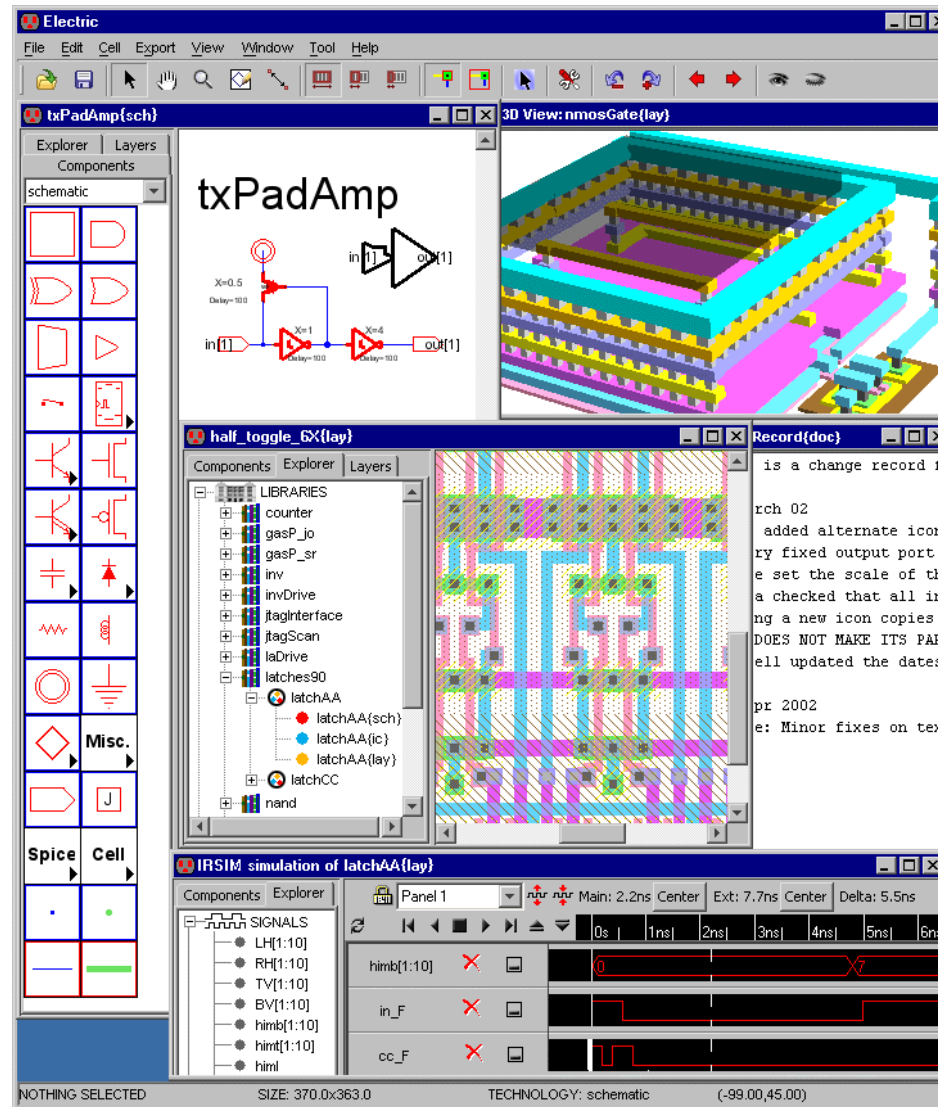 Electric
File Edit Cell Export View Window Tool Help
txPadAmp{sch}
Explorer Layers
Components
schematic
Misc.
J
Spice Cell
txPadAmp
in[1] out[1]
X=0.5
Delay=100
X=1 X=4
in[1] out[1]
Delay=100 Delay=100
3D View: nmosGate{lay}
half_toggle_6X{lay}
Components Explorer Layers
LIBRARIES
counter
gasP_jo
gasP_sr
inv
invDrive
jtagInterface
jtagScan
laDrive
latches90
latchAA
latchAA{sch}
latchAA{ic}
latchAA{lay}
latchCC
nand
Record{doc}
is a change record
rch 02
added alternate icon
ry fixed output port
e set the scale of th
a checked that all in
ng a new icon copies
DOES NOT MAKE ITS PAR
ell updated the dates
pr 2002
e: Minor fixes on tex
IRSIM simulation of latchAA{lay}
Components Explorer
SIGNALS
LH[1:10]
RH[1:10]
TV[1:10]
BV[1:10]
himb[1:10]
himt[1:10]
himl
Panel 1 Main: 2.2ns Center Ext: 7.7ns Center Delta: 5.5ns
0s 1ns 2ns 3ns 4ns 5ns 6ns
himb[1:10] 0 7
in_F
cc_F
NOTHING SELECTED SIZE: 370.0x363.0 TECHNOLOGY: schematic (-99.00,45.00)